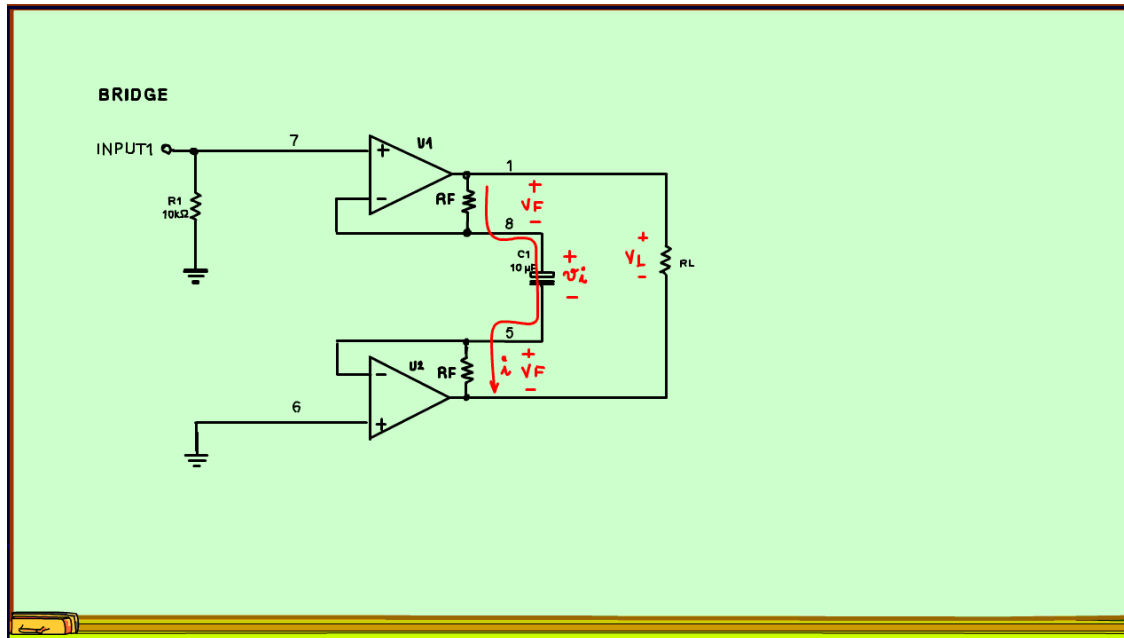 BRIDGE
INPUT1
7
+
U1
-
R1
10kΩ
RF
1
+
VF
-
8
C1
10 µF
+
vi
-
+
VL
-
RL
5
-
U2
RF
i
+
VF
-
6
+